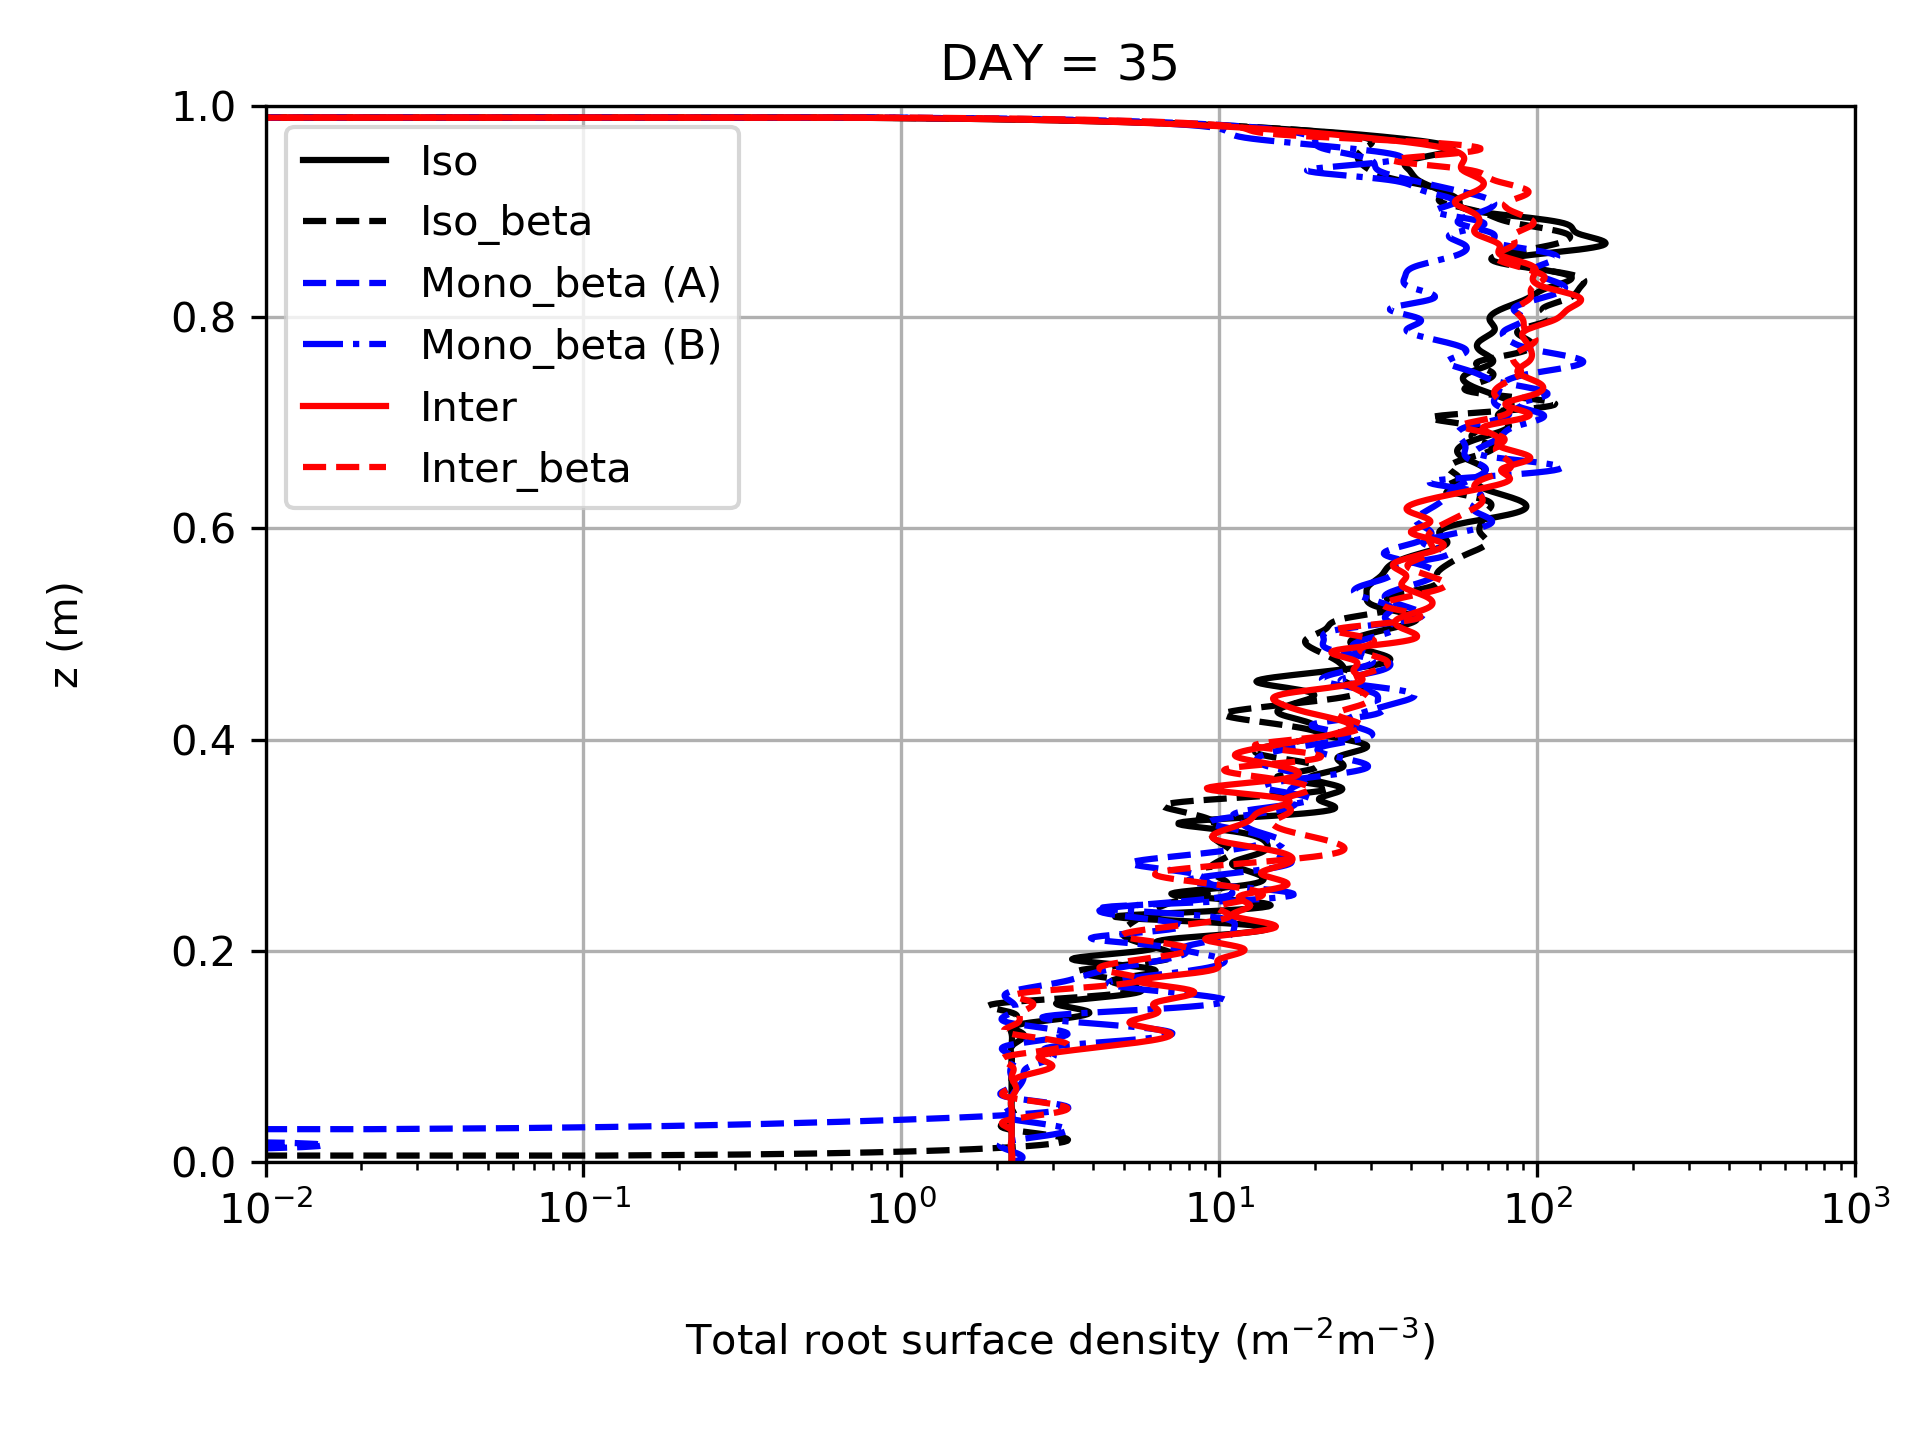 DAY = 35
1.0
0.8
0.6
0.4
0.2
0.0
z (m)
Iso
Iso_beta
Mono_beta (A)
Mono_beta (B)
Inter
Inter_beta
10⁻² 10⁻¹ 10⁰ 10¹ 10² 10³
Total root surface density (m⁻²m⁻³)